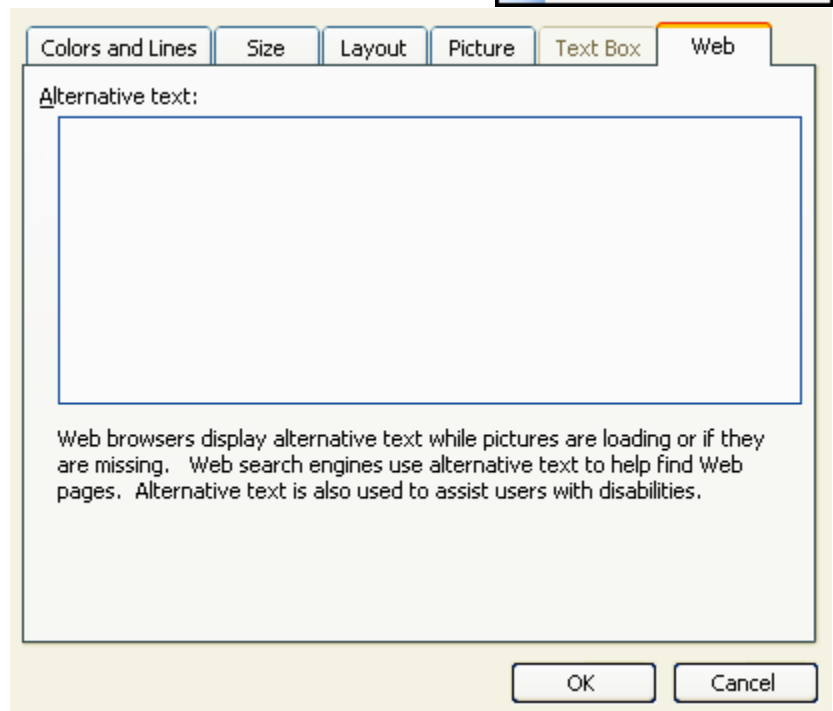 Colors and Lines Size Layout Picture Text Box Web
Alternative text:
Web browsers display alternative text while pictures are loading or if they
are missing. Web search engines use alternative text to help find Web
pages. Alternative text is also used to assist users with disabilities.
OK Cancel